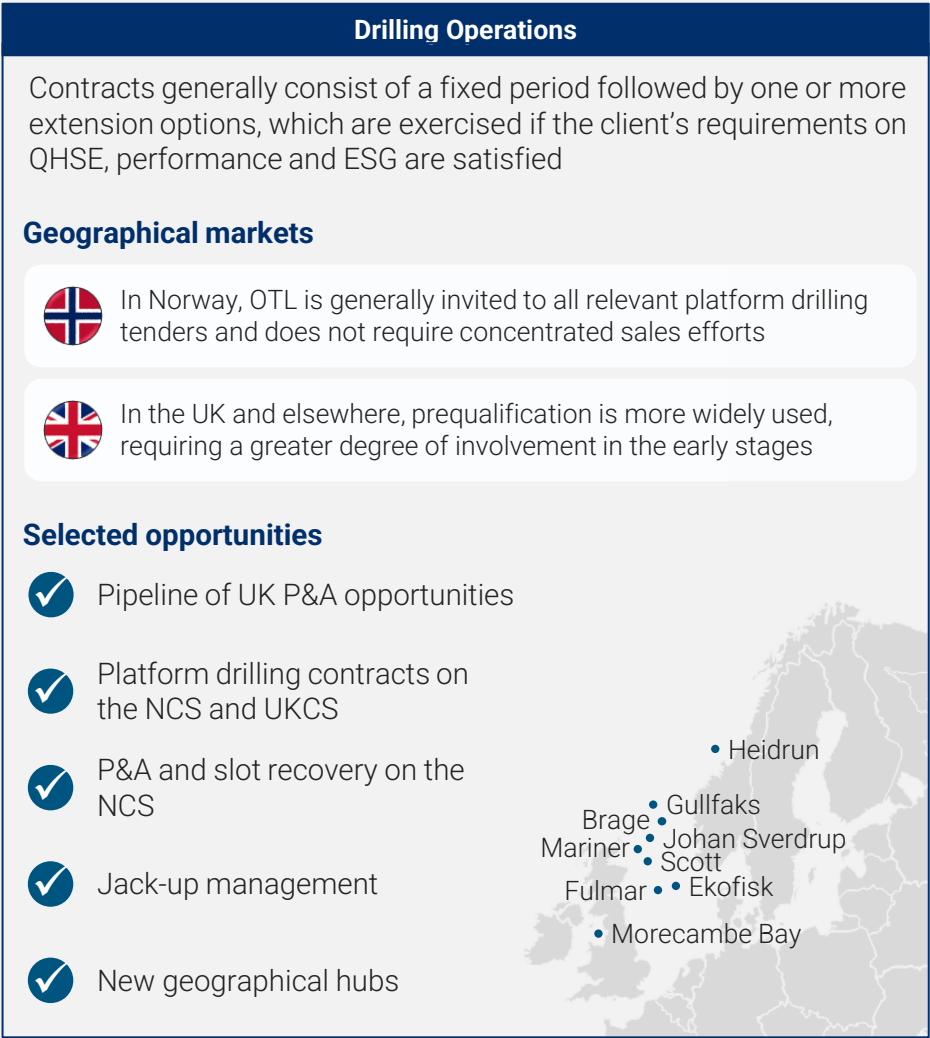 Drilling Operations
Contracts generally consist of a fixed period followed by one or more
extension options, which are exercised if the client's requirements on
QHSE, performance and ESG are satisfied
Geographical markets
In Norway, OTL is generally invited to all relevant platform drilling
tenders and does not require concentrated sales efforts
In the UK and elsewhere, prequalification is more widely used,
requiring a greater degree of involvement in the early stages
Selected opportunities
Pipeline of UK P&A opportunities
Platform drilling contracts on
the NCS and UKCS
P&A and slot recovery on the
NCS
Jack-up management
New geographical hubs
Heidrun
Gullfaks
Brage
Johan Sverdrup
Mariner
Scott
Fulmar
Ekofisk
Morecambe Bay